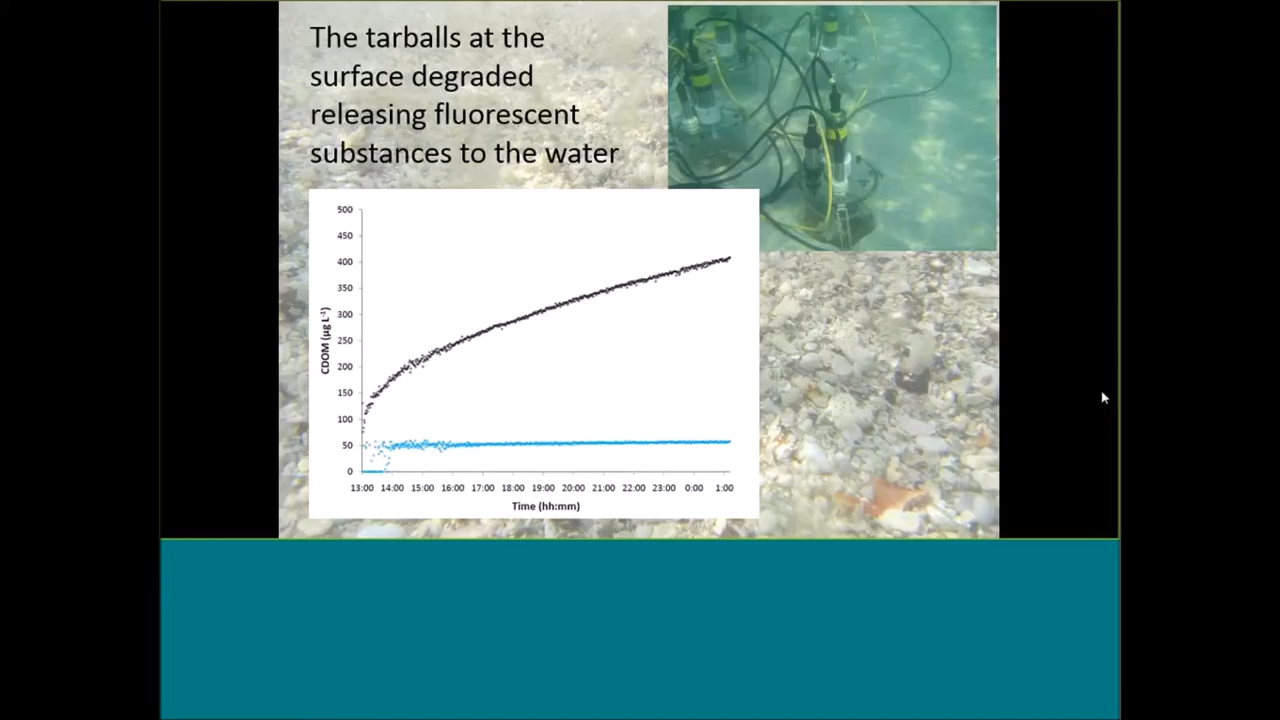 The tarballs at the
surface degraded
releasing fluorescent
substances to the water
500
450
400
350
300
250
200
150
100
50
0
CDOM (µg L⁻¹)
13:00 14:00 15:00 16:00 17:00 18:00 19:00 20:00 21:00 22:00 23:00 0:00 1:00
Time (hh:mm)